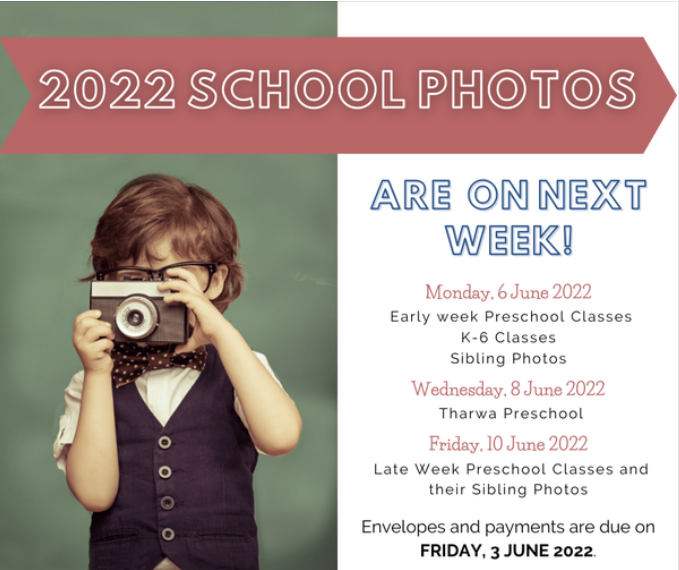 2022 SCHOOL PHOTOS
ARE ON NEXT
WEEK!
Monday, 6 June 2022
Early week Preschool Classes
K-6 Classes
Sibling Photos
Wednesday, 8 June 2022
Tharwa Preschool
Friday, 10 June 2022
Late Week Preschool Classes and
their Sibling Photos
Envelopes and payments are due on
FRIDAY, 3 JUNE 2022.